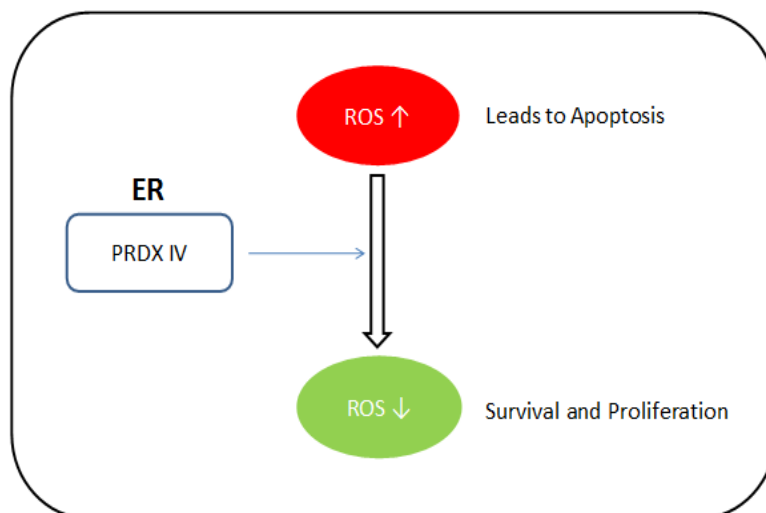 ROS ↑
Leads to Apoptosis
ER
PRDX IV
ROS ↓
Survival and Proliferation